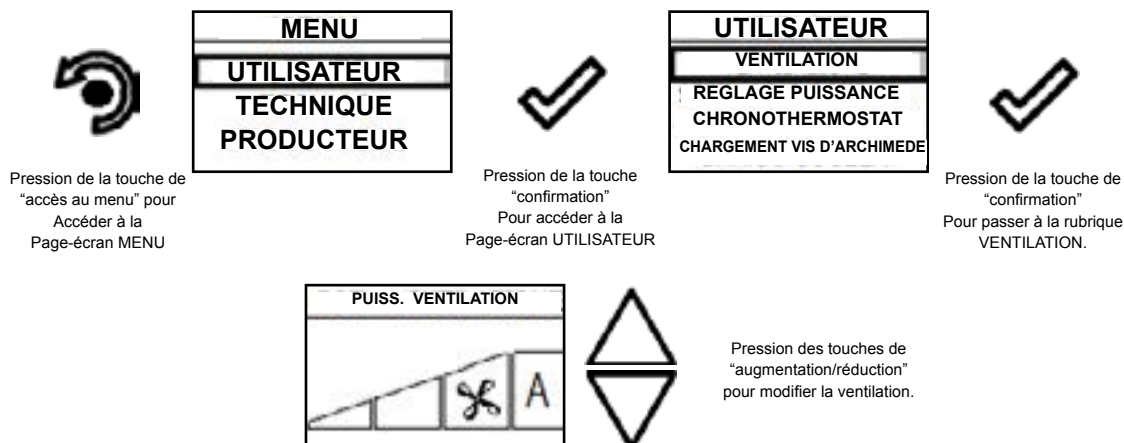 MENU
UTILISATEUR
TECHNIQUE
PRODUCTEUR
UTILISATEUR
VENTILATION
REGLAGE PUISSANCE
CHRONOTHERMOSTAT
CHARGEMENT VIS D’ARCHIMEDE
Pression de la touche de
“accès au menu” pour
Accéder à la
Page-écran MENU
Pression de la touche
“confirmation”
Pour accéder à la
Page-écran UTILISATEUR
Pression de la touche de
“confirmation”
Pour passer à la rubrique
VENTILATION.
PUISS. VENTILATION
A
Pression des touches de
“augmentation/réduction”
pour modifier la ventilation.